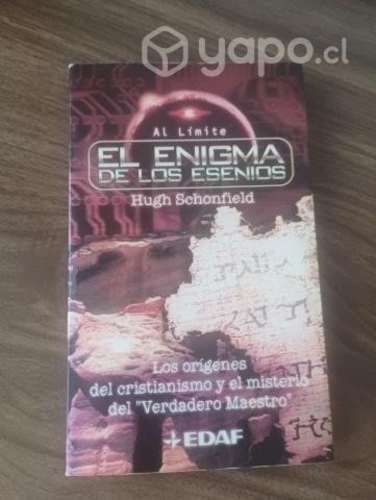 yapo.cl
Al Límite
EL ENIGMA
DE LOS ESENIOS
Hugh Schonfield
Los orígenes
del cristianismo y el misterio
del "Verdadero Maestro"
EDAF